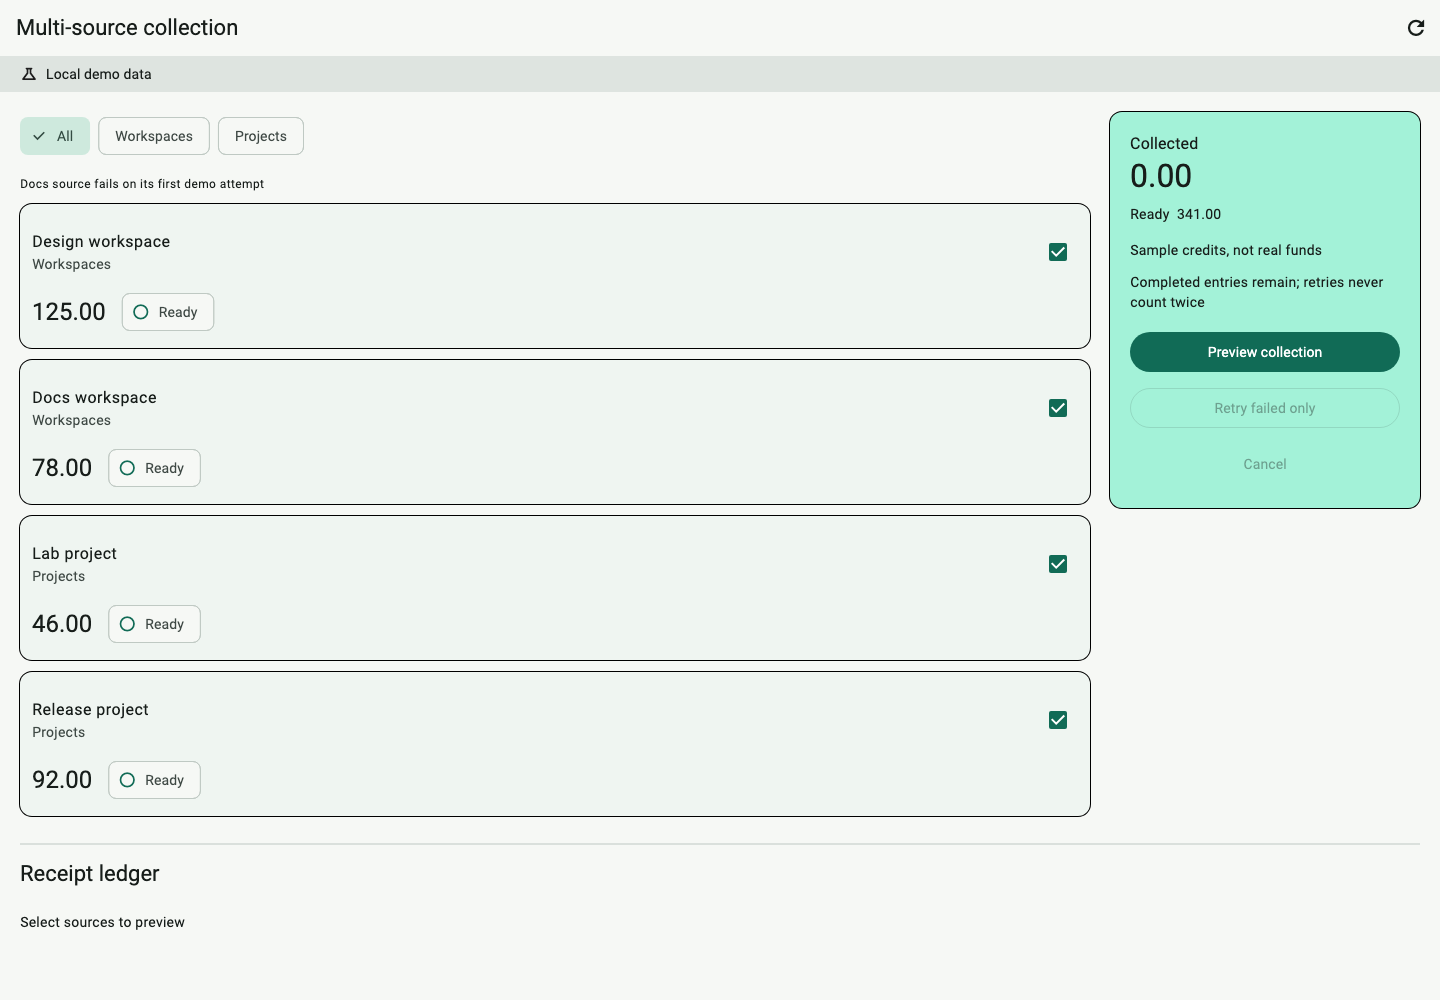 Multi-source collection
Local demo data
All
Workspaces
Projects
Docs source fails on its first demo attempt
Design workspace
Workspaces
125.00
Ready
Docs workspace
Workspaces
78.00
Ready
Lab project
Projects
46.00
Ready
Release project
Projects
92.00
Ready
Collected
0.00
Ready 341.00
Sample credits, not real funds
Completed entries remain; retries never
count twice
Preview collection
Retry failed only
Cancel
Receipt ledger
Select sources to preview